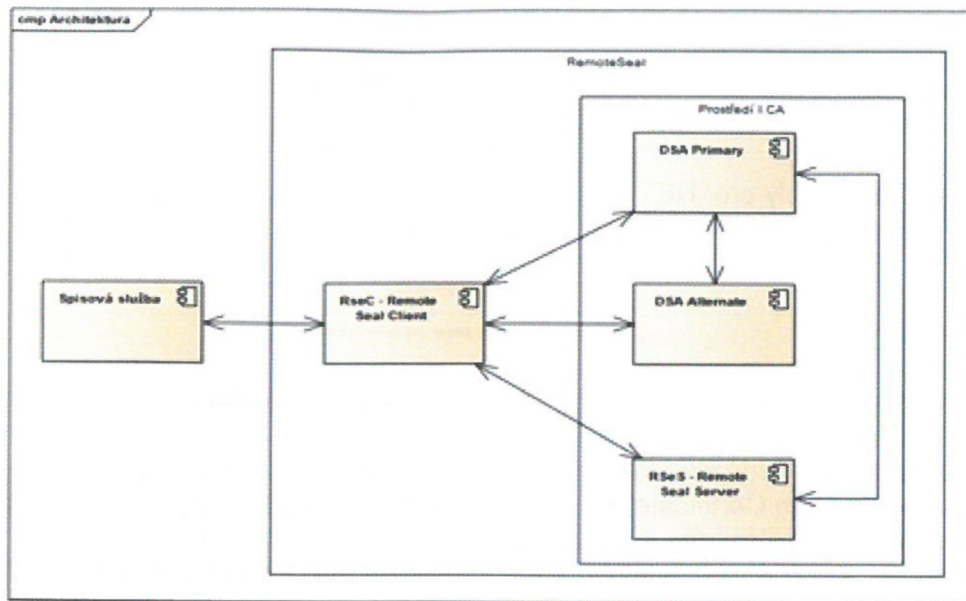 cmp Architektura
RemoteSeal
Prostředí I CA
DSA Primary
Spisová služba
RseC - Remote
Seal Client
DSA Alternate
RSeS - Remote
Seal Server